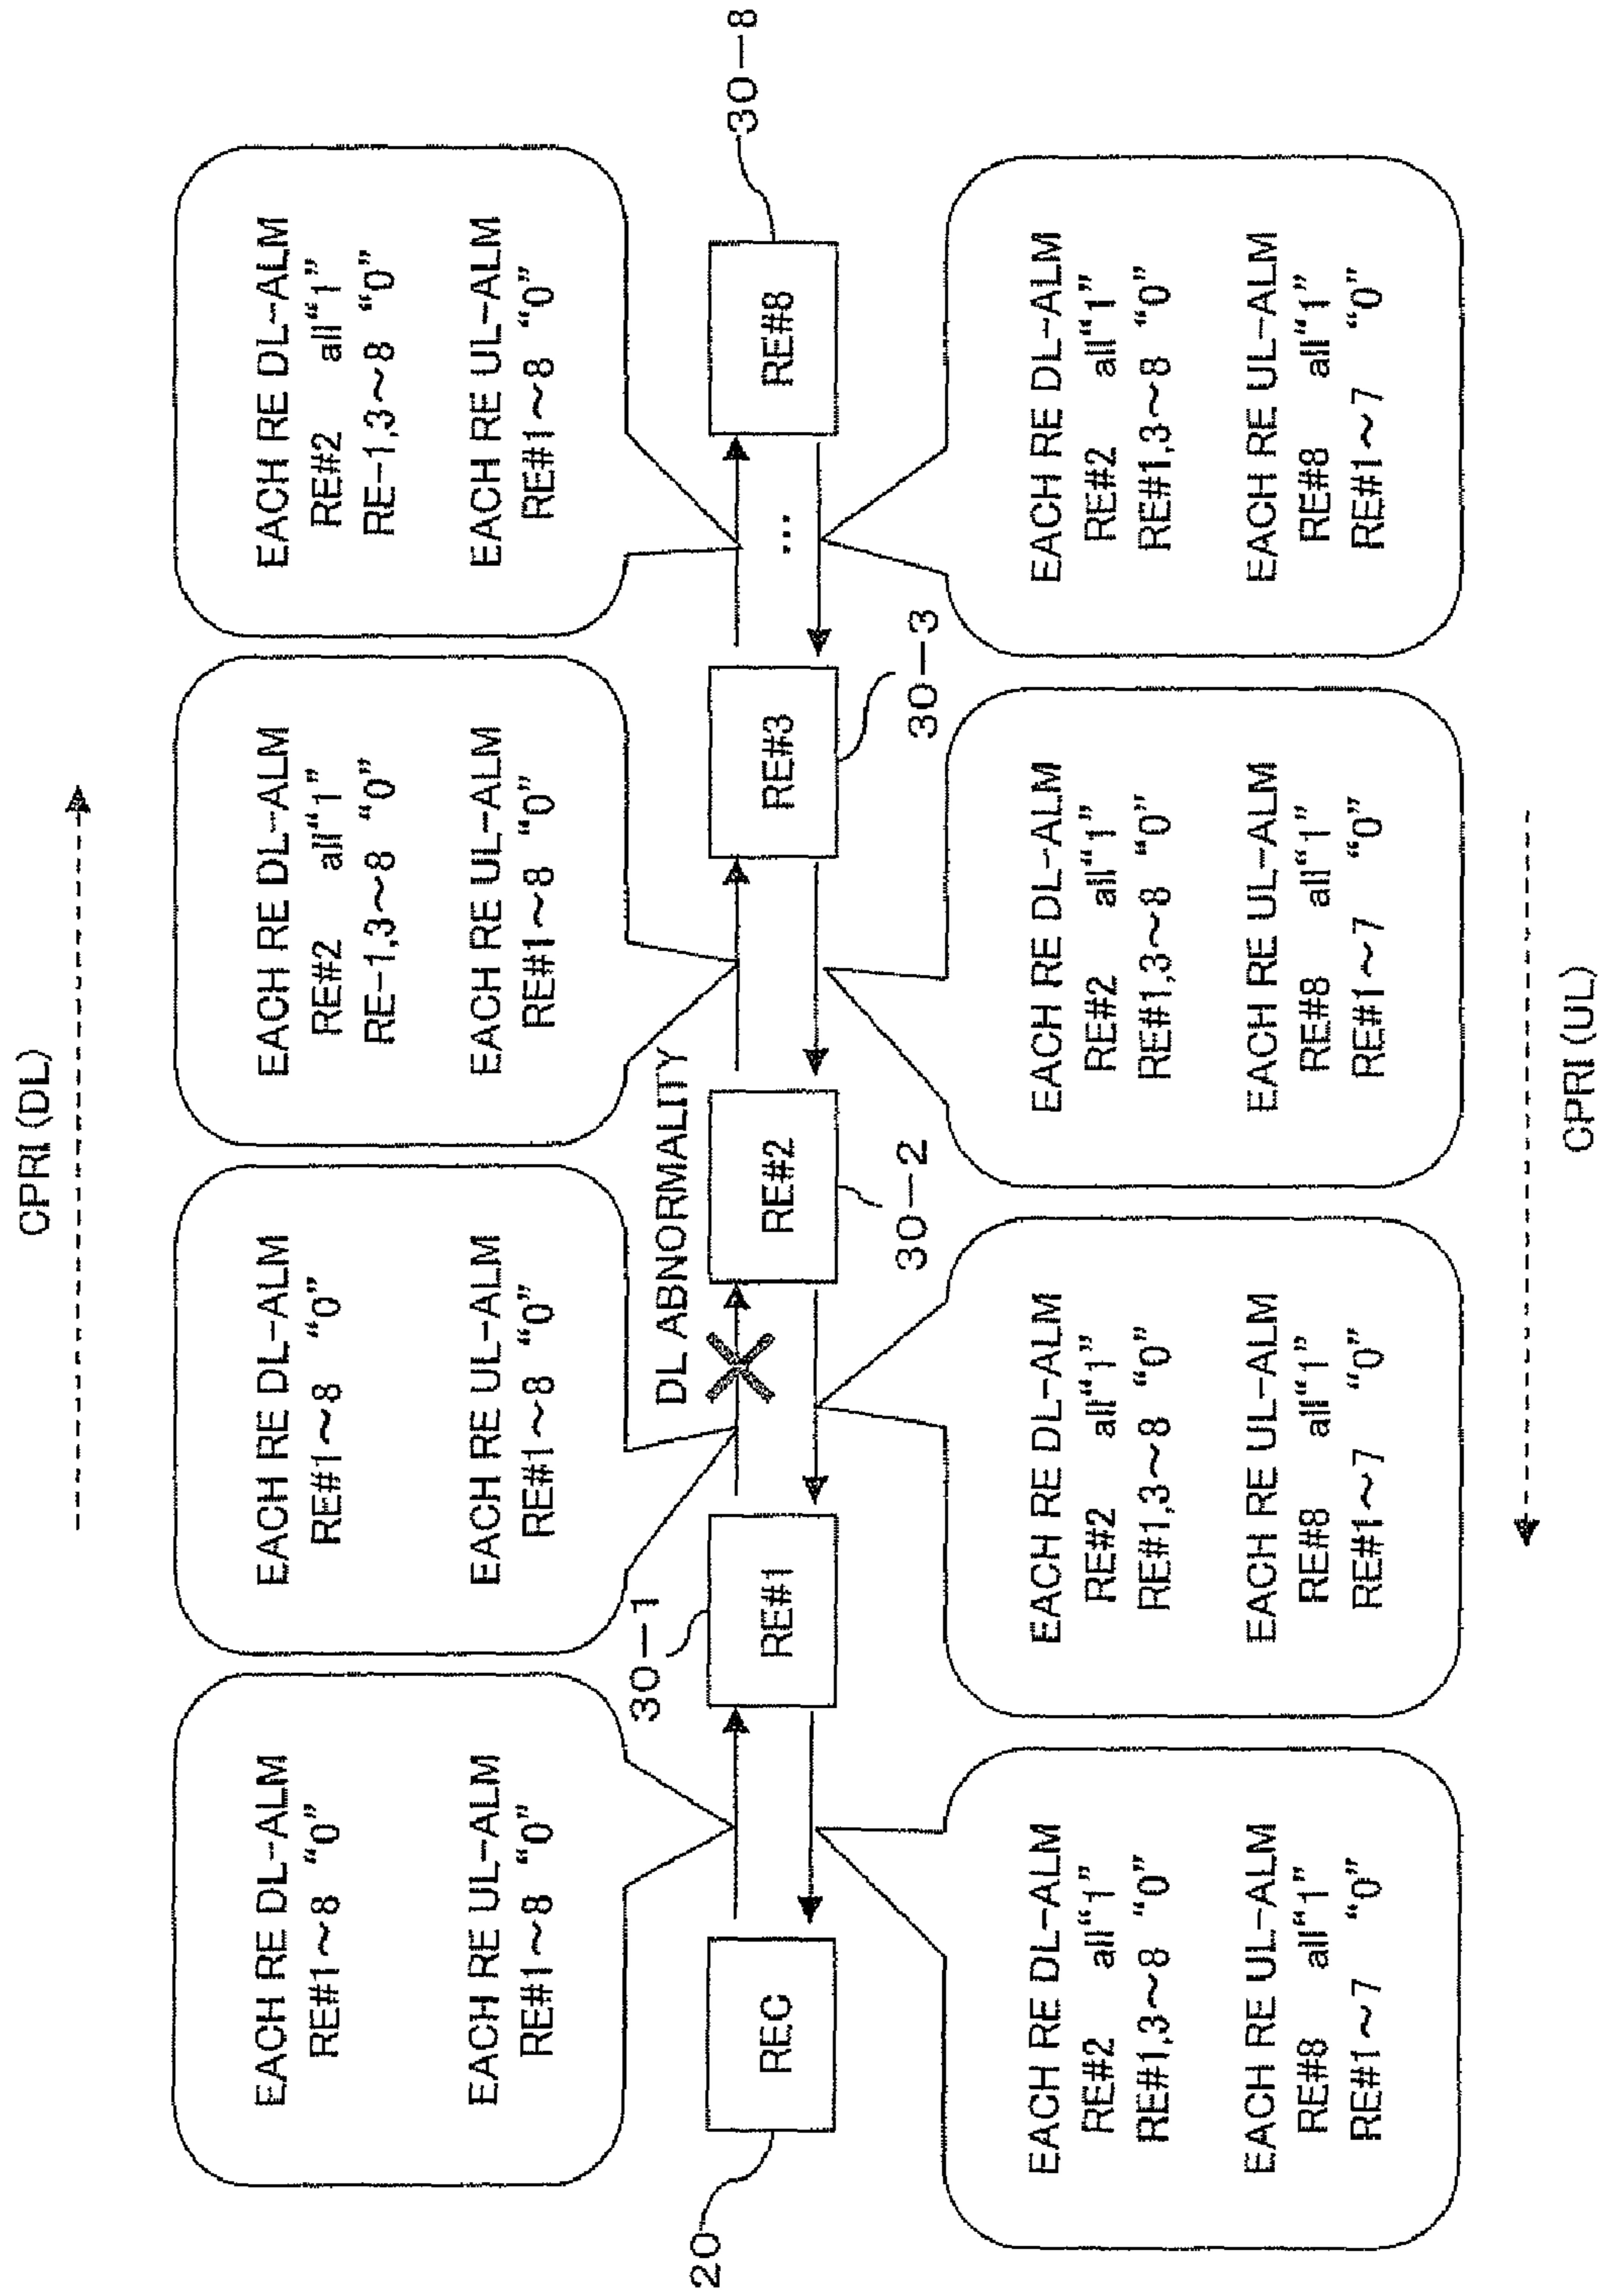 CPRI (DL)
EACH RE DL-ALM
RE#1~8 “0”
EACH RE UL-ALM
RE#1~8 “0”
EACH RE DL-ALM
RE#1~8 “0”
EACH RE UL-ALM
RE#1~8 “0”
EACH RE DL-ALM
RE#2 all“1”
RE-1,3~8 “0”
EACH RE UL-ALM
RE#1~8 “0”
EACH RE DL-ALM
RE#2 all“1”
RE-1,3~8 “0”
EACH RE UL-ALM
RE#1~8 “0”
DL ABNORMALITY
20
REC
30-1
RE#1
RE#2
30-2
RE#3
30-3
...
RE#8
30-8
EACH RE DL-ALM
RE#2 all“1”
RE#1,3~8 “0”
EACH RE UL-ALM
RE#8 all“1”
RE#1~7 “0”
EACH RE DL-ALM
RE#2 all“1”
RE#1,3~8 “0”
EACH RE UL-ALM
RE#8 all“1”
RE#1~7 “0”
EACH RE DL-ALM
RE#2 all“1”
RE#1,3~8 “0”
EACH RE UL-ALM
RE#8 all“1”
RE#1~7 “0”
EACH RE DL-ALM
RE#2 all“1”
RE#1,3~8 “0”
EACH RE UL-ALM
RE#8 all“1”
RE#1~7 “0”
CPRI (UL)